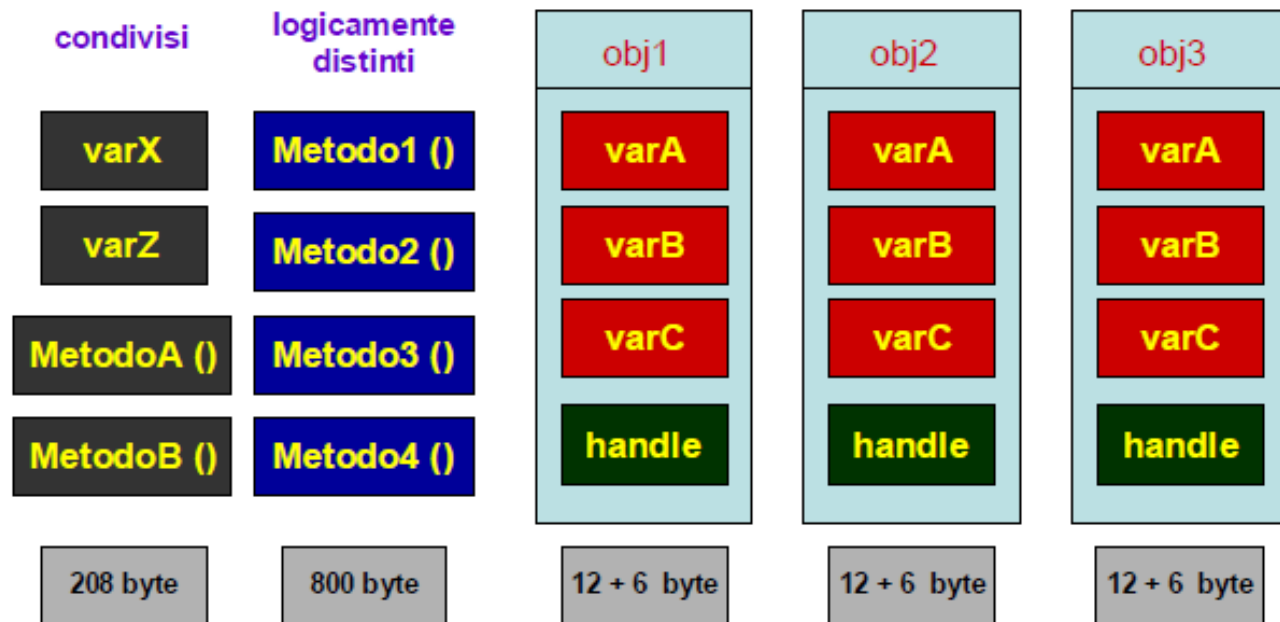 condivisi
logicamente
distinti
obj1
obj2
obj3
varX
Metodo1 ()
varA
varA
varA
varZ
Metodo2 ()
varB
varB
varB
MetodoA ()
Metodo3 ()
varC
varC
varC
MetodoB ()
Metodo4 ()
handle
handle
handle
208 byte
800 byte
12 + 6 byte
12 + 6 byte
12 + 6 byte